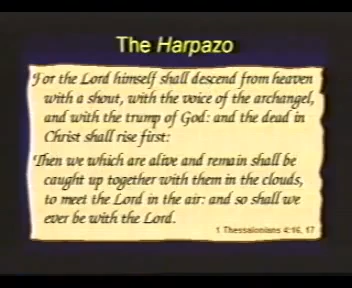 The Harpazo
For the Lord himself shall descend from heaven
with a shout, with the voice of the archangel,
and with the trump of God: and the dead in
Christ shall rise first:
Then we which are alive and remain shall be
caught up together with them in the clouds,
to meet the Lord in the air: and so shall we
ever be with the Lord.
1 Thessalonians 4:16, 17